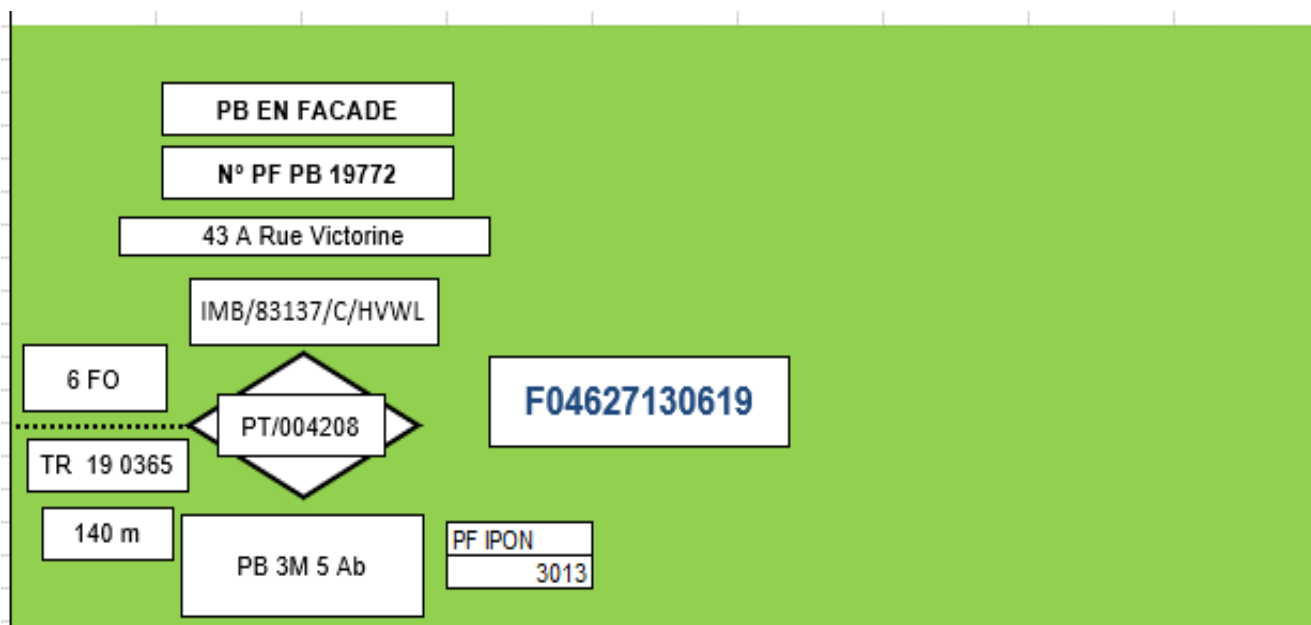 PB EN FACADE
Nº PF PB 19772
43 A Rue Victorine
IMB/83137/C/HVWL
6 FO
PT/004208
F04627130619
TR 19 0365
140 m
PB 3M 5 Ab
PF IPON
3013